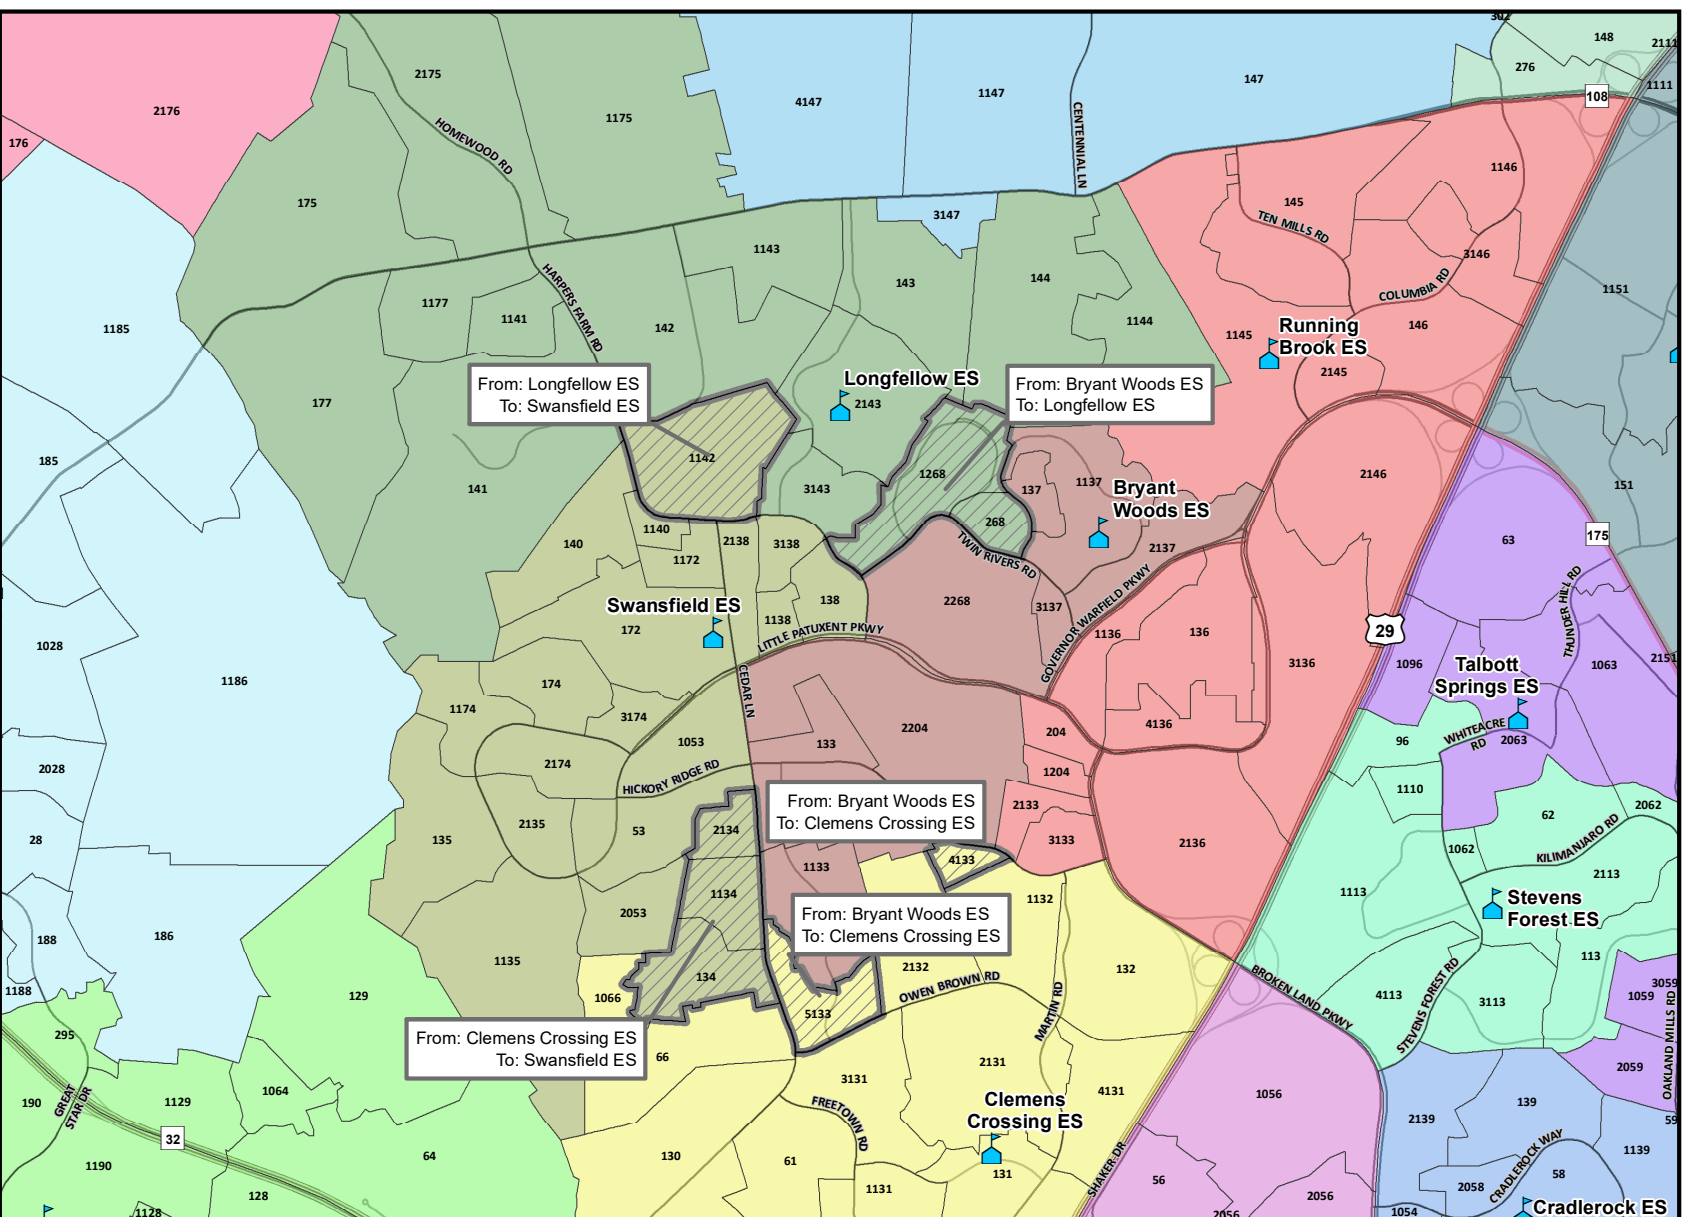 302
148
2111
276
2175
147
1111
4147
1147
108
2176
1175
CENTENNIAL LN
HOMEWOOD RD
176
1146
175
145
3147
TEN MILLS RD
1143
3146
143
144
COLUMBIA RD
1151
HARPERS FARM RD
1177
1141
142
1144
1185
146
1145
Running
Brook ES
2145
From: Longfellow ES
To: Swansfield ES
Longfellow ES
2143
From: Bryant Woods ES
To: Longfellow ES
177
1142
185
1268
2146
141
3143
137
1137
Bryant
Woods ES
151
268
1140
2138
3138
140
TWIN RIVERS RD
2137
63
175
1172
THUNDER HILL RD
Swansfield ES
138
2268
3137
GOVERNOR WARFIELD PKWY
172
1138
LITTLE PATUXENT PKWY
1136
136
29
1028
3136
1096
Talbott
Springs ES
1063
2151
1186
174
CEDAR LN
1174
3174
2204
204
4136
WHITEACRE
RD
2063
1053
133
96
2028
2174
HICKORY RIDGE RD
1204
1110
From: Bryant Woods ES
To: Clemens Crossing ES
2133
62
2062
2135
53
2134
KILIMANJARO RD
28
135
3133
2136
1062
4133
1133
2113
1134
1113
1132
Stevens
Forest ES
2053
From: Bryant Woods ES
To: Clemens Crossing ES
188
186
113
1135
134
2132
132
BROKEN LAND PKWY
1188
1066
129
OWEN BROWN RD
4113
STEVENS FOREST RD
3113
1059
3059
5133
MARTIN RD
295
From: Clemens Crossing ES
To: Swansfield ES
66
OAKLAND MILLS RD
2131
2059
3131
1064
4131
1056
190
GREAT
STAR DR
1129
FREETOWN RD
Clemens
Crossing ES
139
2139
59
32
1139
64
130
61
CRADLEROCK WAY
1190
131
SHAKER DR
56
58
128
1131
2056
2058
1128
2056
1054
Cradlerock ES